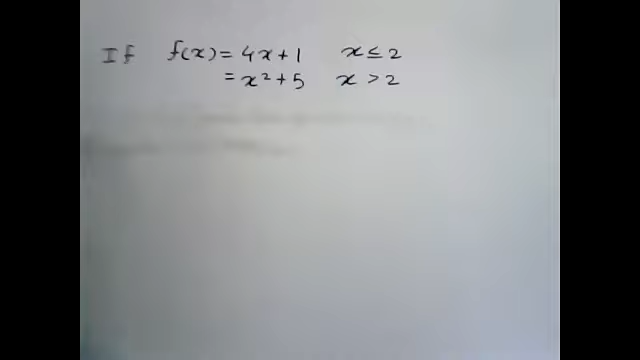 If f(x) = 4x+1 x ≤ 2
= x²+5 x > 2